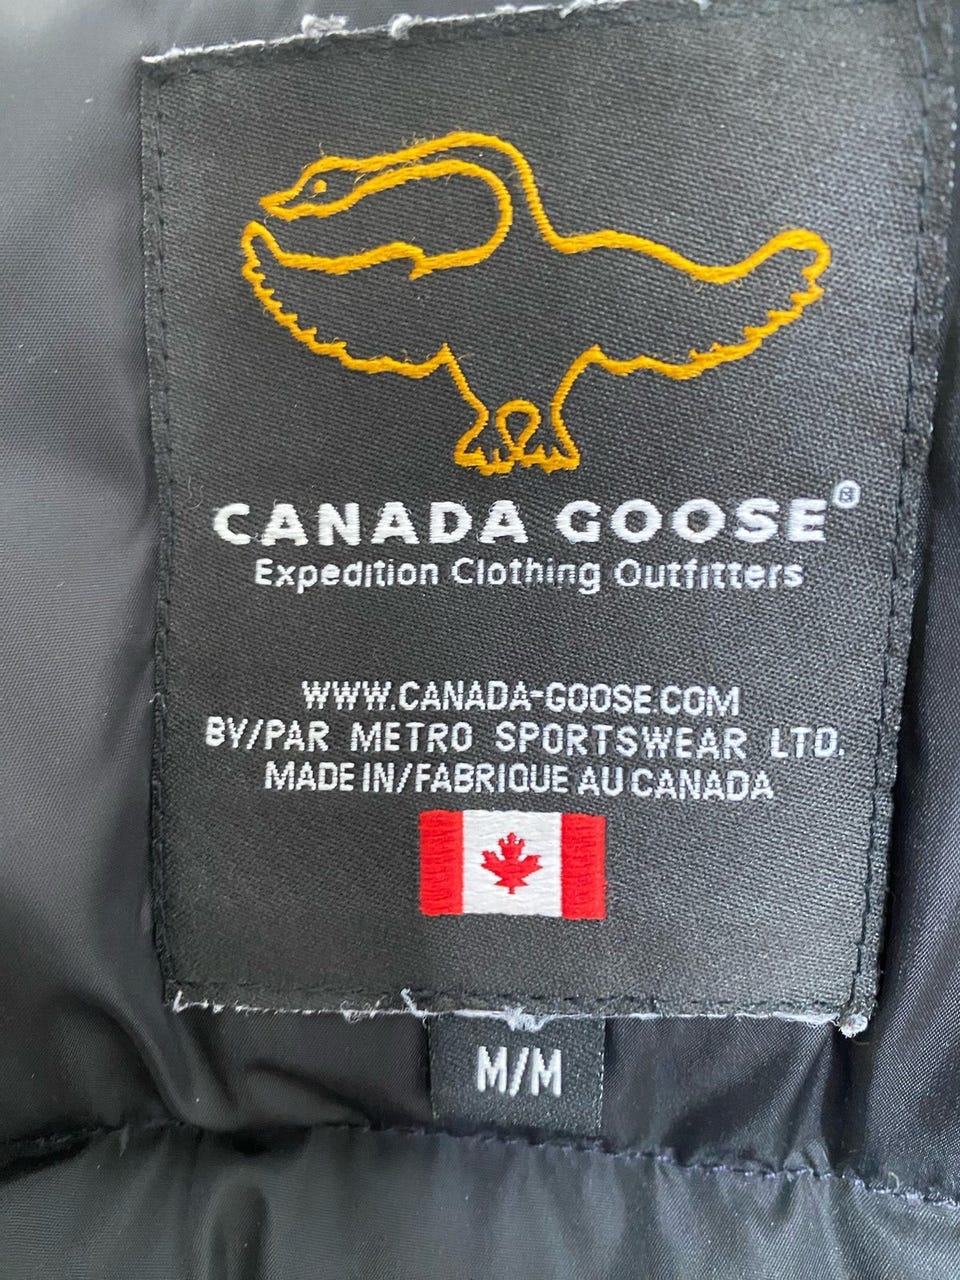 CANADA GOOSE®
Expedition Clothing Outfitters
WWW.CANADA-GOOSE.COM
BY/PAR METRO SPORTSWEAR LTD.
MADE IN/FABRIQUE AU CANADA
M/M